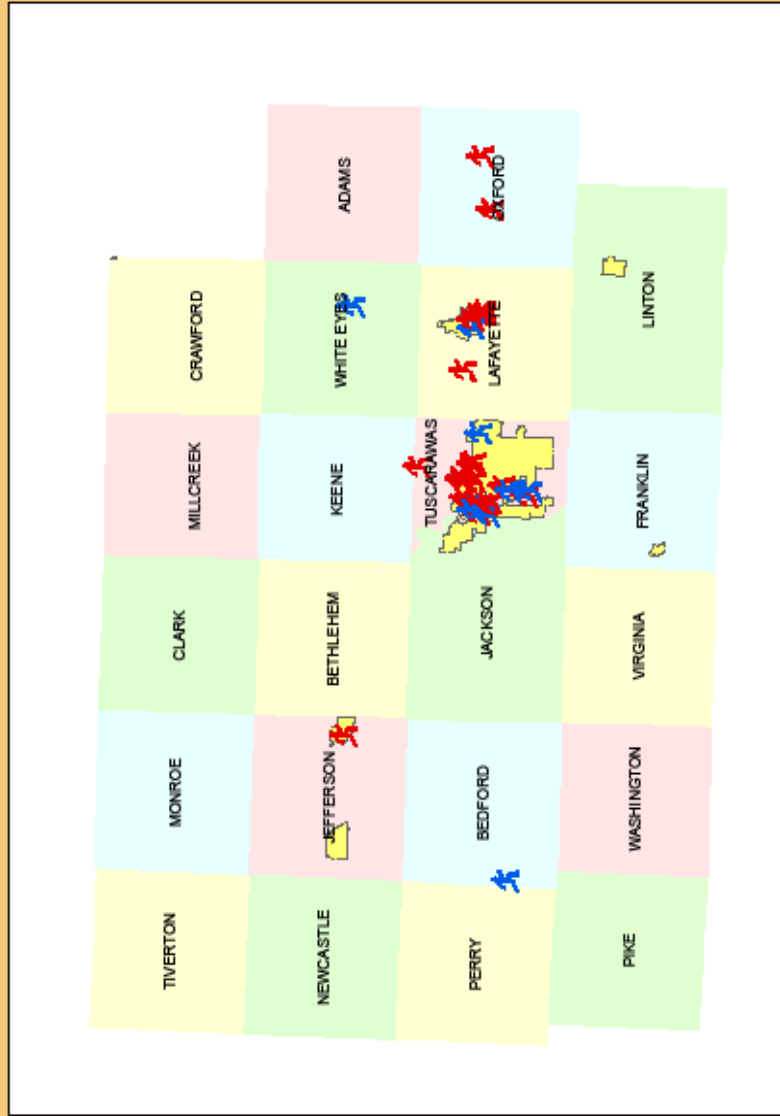 TIVERTON
MONROE
CLARK
MILLCREEK
CRAWFORD
NEWCASTLE
JEFFERSON
BETHLEHEM
KEENE
WHITE EYES
ADAMS
PERRY
BEDFORD
JACKSON
TUSCARAWAS
LAFAYETTE
OXFORD
PIKE
WASHINGTON
VIRGINIA
FRANKLIN
LINTON